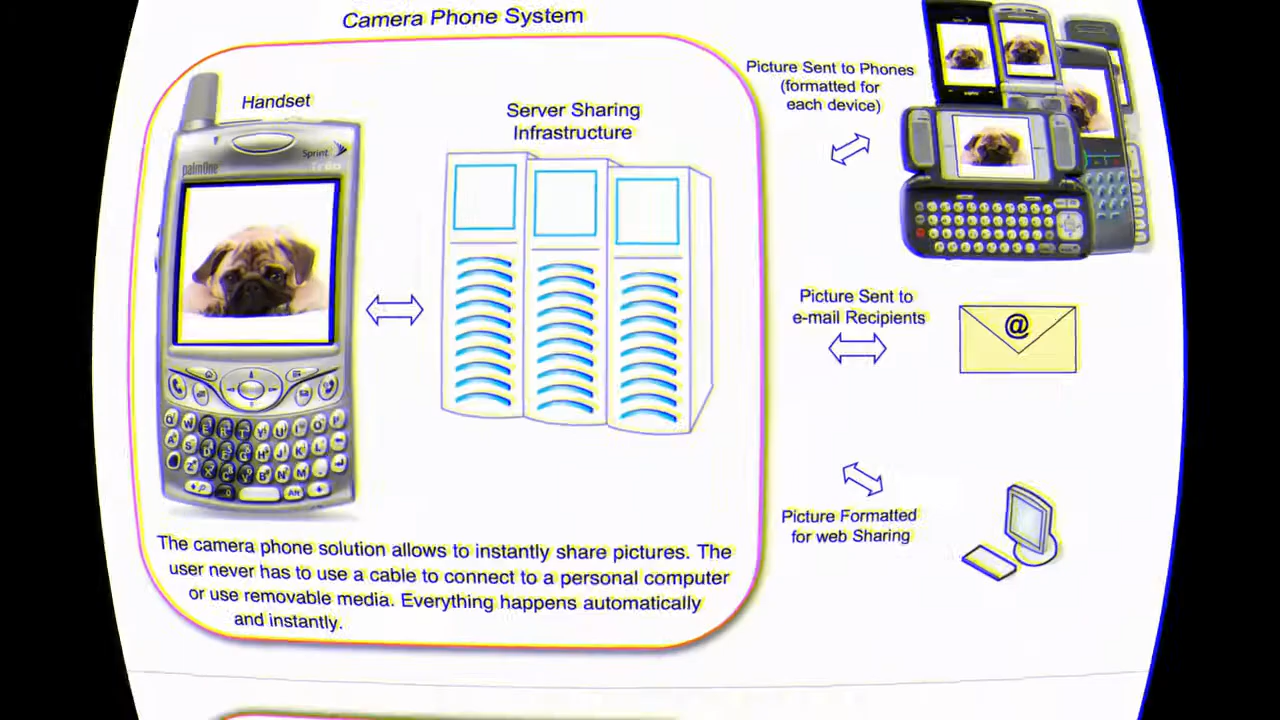 Camera Phone System
Handset
Sprint
palmOne
Treo
Server Sharing
Infrastructure
Picture Sent to Phones
(formatted for
each device)
Picture Sent to
e-mail Recipients
@
Picture Formatted
for web Sharing
The camera phone solution allows to instantly share pictures. The
user never has to use a cable to connect to a personal computer
or use removable media. Everything happens automatically
and instantly.